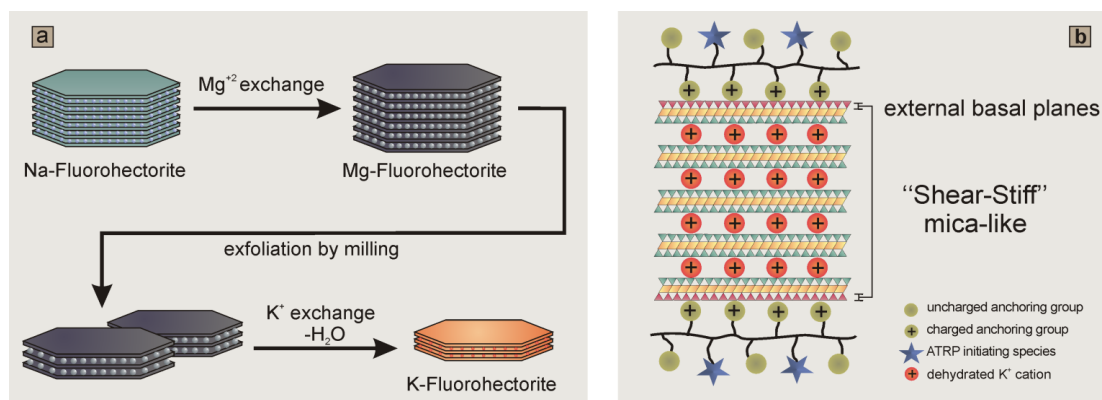 a
Mg⁺² exchange
Na-Fluorohectorite
Mg-Fluorohectorite
exfoliation by milling
K⁺ exchange
-H₂O
K-Fluorohectorite
b
external basal planes
“Shear-Stiff”
mica-like
uncharged anchoring group
+ charged anchoring group
ATRP initiating species
+ dehydrated K⁺ cation